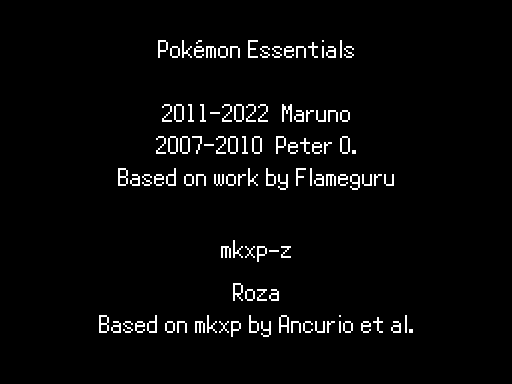 Pokémon Essentials
2011-2022 Maruno
2007-2010 Peter O.
Based on work by Flameguru
mkxp-z
Roza
Based on mkxp by Ancurio et al.